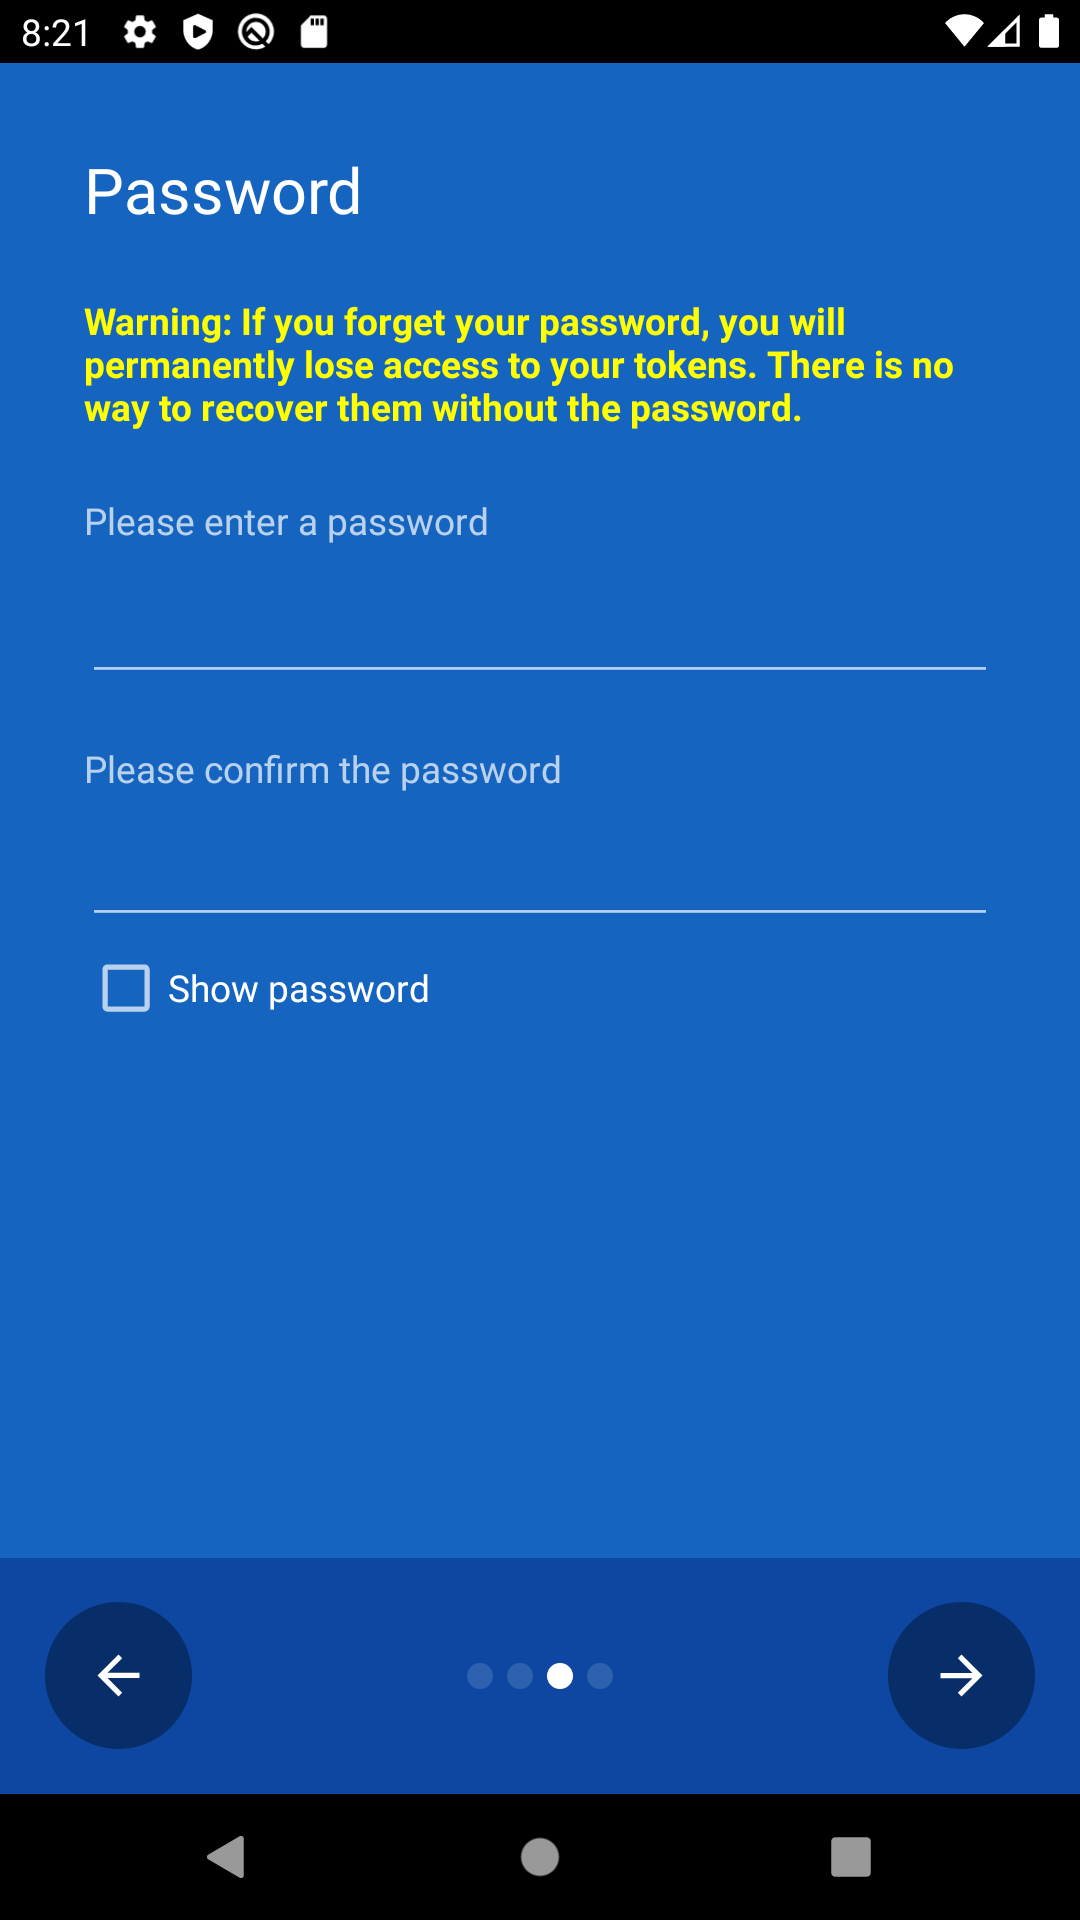 8:21
Password
Warning: If you forget your password, you will
permanently lose access to your tokens. There is no
way to recover them without the password.
Please enter a password
Please confirm the password
Show password